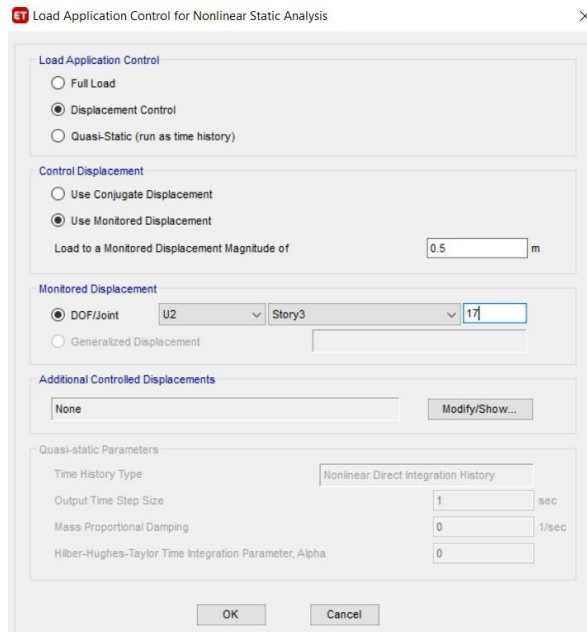 ET Load Application Control for Nonlinear Static Analysis
Load Application Control
Full Load
Displacement Control
Quasi-Static (run as time history)
Control Displacement
Use Conjugate Displacement
Use Monitored Displacement
Load to a Monitored Displacement Magnitude of 0.5 m
Monitored Displacement
DOF/Joint U2 Story3 17
Generalized Displacement
Additional Controlled Displacements
None Modify/Show...
Quasi-static Parameters
Time History Type Nonlinear Direct Integration History
Output Time Step Size 1 sec
Mass Proportional Damping 0 1/sec
Hilber-Hughes-Taylor Time Integration Parameter, Alpha 0
OK Cancel